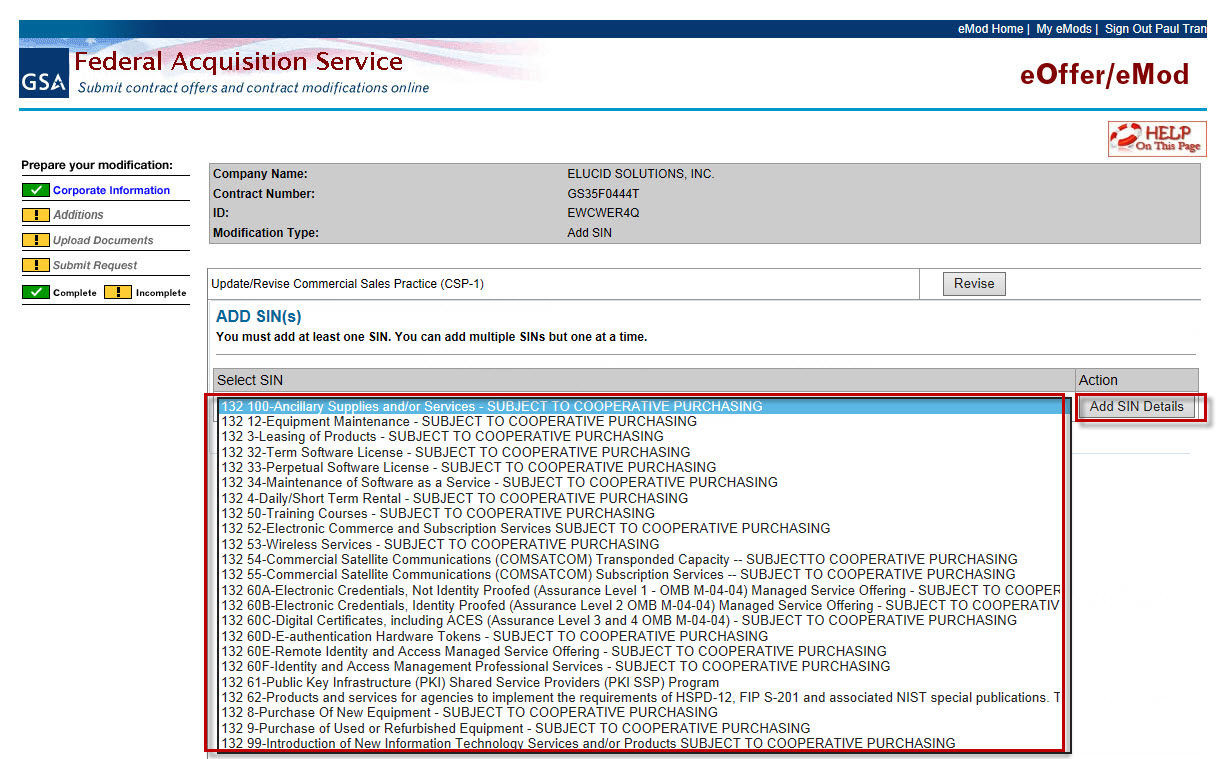 eMod Home | My eMods | Sign Out Paul Tran
GSA
Federal Acquisition Service
Submit contract offers and contract modifications online
eOffer/eMod
HELP
On This Page
Prepare your modification:
Corporate Information
! Additions
! Upload Documents
! Submit Request
Complete ! Incomplete
Company Name: ELUCID SOLUTIONS, INC.
Contract Number: GS35F0444T
ID: EWCWER4Q
Modification Type: Add SIN
Update/Revise Commercial Sales Practice (CSP-1) Revise
ADD SIN(s)
You must add at least one SIN. You can add multiple SINs but one at a time.
Select SIN Action
132 100-Ancillary Supplies and/or Services - SUBJECT TO COOPERATIVE PURCHASING Add SIN Details
132 12-Equipment Maintenance - SUBJECT TO COOPERATIVE PURCHASING
132 3-Leasing of Products - SUBJECT TO COOPERATIVE PURCHASING
132 32-Term Software License - SUBJECT TO COOPERATIVE PURCHASING
132 33-Perpetual Software License - SUBJECT TO COOPERATIVE PURCHASING
132 34-Maintenance of Software as a Service - SUBJECT TO COOPERATIVE PURCHASING
132 4-Daily/Short Term Rental - SUBJECT TO COOPERATIVE PURCHASING
132 50-Training Courses - SUBJECT TO COOPERATIVE PURCHASING
132 52-Electronic Commerce and Subscription Services SUBJECT TO COOPERATIVE PURCHASING
132 53-Wireless Services - SUBJECT TO COOPERATIVE PURCHASING
132 54-Commercial Satellite Communications (COMSATCOM) Transponded Capacity -- SUBJECTTO COOPERATIVE PURCHASING
132 55-Commercial Satellite Communications (COMSATCOM) Subscription Services -- SUBJECT TO COOPERATIVE PURCHASING
132 60A-Electronic Credentials, Not Identity Proofed (Assurance Level 1 - OMB M-04-04) Managed Service Offering - SUBJECT TO COOPER
132 60B-Electronic Credentials, Identity Proofed (Assurance Level 2 OMB M-04-04) Managed Service Offering - SUBJECT TO COOPERATIV
132 60C-Digital Certificates, including ACES (Assurance Level 3 and 4 OMB M-04-04) - SUBJECT TO COOPERATIVE PURCHASING
132 60D-E-authentication Hardware Tokens - SUBJECT TO COOPERATIVE PURCHASING
132 60E-Remote Identity and Access Managed Service Offering - SUBJECT TO COOPERATIVE PURCHASING
132 60F-Identity and Access Management Professional Services - SUBJECT TO COOPERATIVE PURCHASING
132 61-Public Key Infrastructure (PKI) Shared Service Providers (PKI SSP) Program
132 62-Products and services for agencies to implement the requirements of HSPD-12, FIP S-201 and associated NIST special publications. T
132 8-Purchase Of New Equipment - SUBJECT TO COOPERATIVE PURCHASING
132 9-Purchase of Used or Refurbished Equipment - SUBJECT TO COOPERATIVE PURCHASING
132 99-Introduction of New Information Technology Services and/or Products SUBJECT TO COOPERATIVE PURCHASING